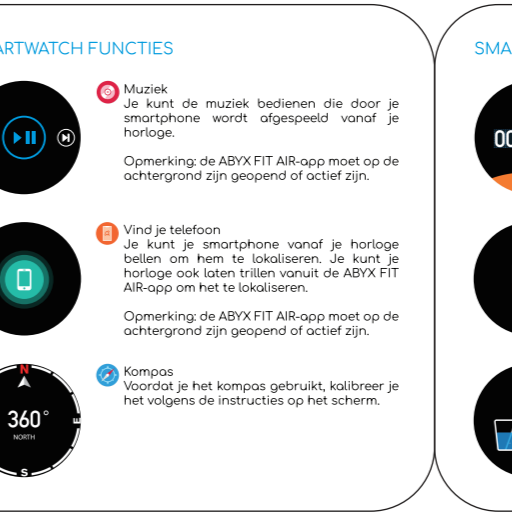 ARTWATCH FUNCTIES
Muziek
Je kunt de muziek bedienen die door je
smartphone wordt afgespeeld vanaf je
horloge.
Opmerking: de ABYX FIT AIR-app moet op de
achtergrond zijn geopend of actief zijn.
Vind je telefoon
Je kunt je smartphone vanaf je horloge
bellen om hem te lokaliseren. Je kunt je
horloge ook laten trillen vanuit de ABYX FIT
AIR-app om het te lokaliseren.
Opmerking: de ABYX FIT AIR-app moet op de
achtergrond zijn geopend of actief zijn.
N
360°
NORTH
E
S
Kompas
Voordat je het kompas gebruikt, kalibreer je
het volgens de instructies op het scherm.
SMA
00